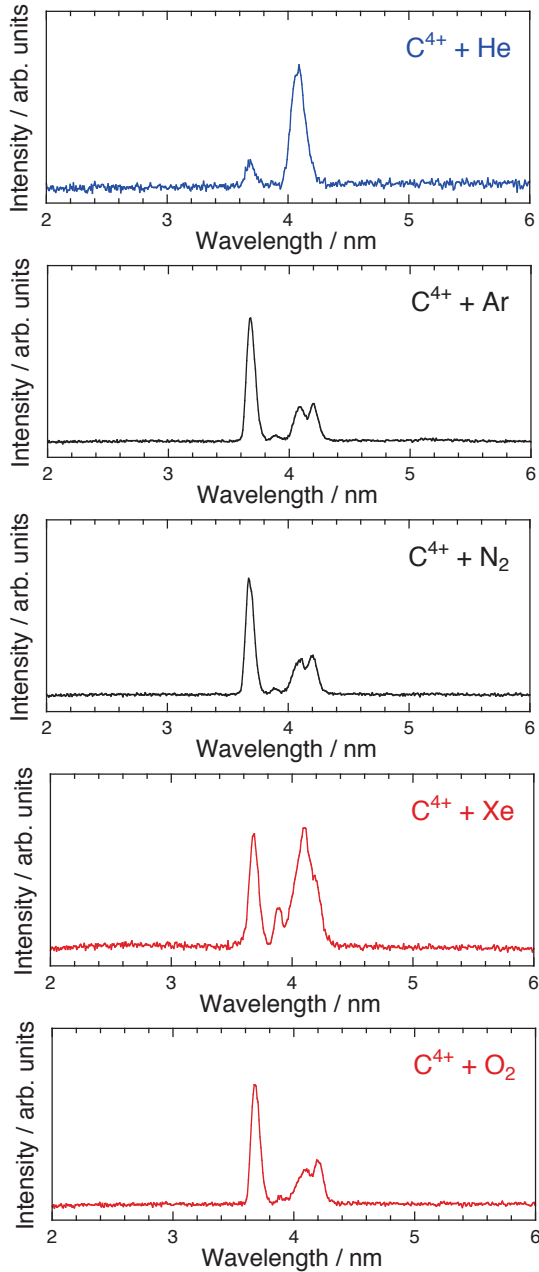 C⁴⁺ + He
Intensity / arb. units
2 3 4 5 6
Wavelength / nm
C⁴⁺ + Ar
Intensity / arb. units
2 3 4 5 6
Wavelength / nm
C⁴⁺ + N₂
Intensity / arb. units
2 3 4 5 6
Wavelength / nm
C⁴⁺ + Xe
Intensity / arb. units
2 3 4 5 6
Wavelength / nm
C⁴⁺ + O₂
Intensity / arb. units
2 3 4 5 6
Wavelength / nm